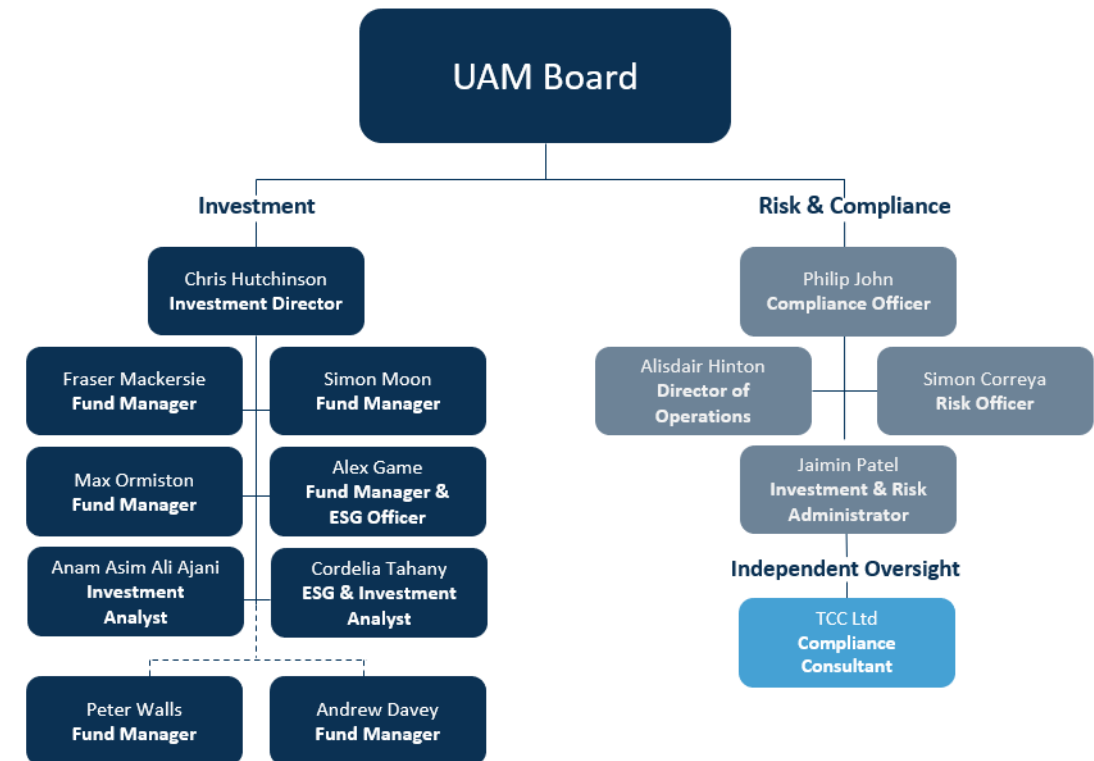 UAM Board
Investment
Risk & Compliance
Chris Hutchinson
Investment Director
Philip John
Compliance Officer
Fraser Mackersie
Fund Manager
Simon Moon
Fund Manager
Alisdair Hinton
Director of
Operations
Simon Correya
Risk Officer
Max Ormiston
Fund Manager
Alex Game
Fund Manager &
ESG Officer
Jaimin Patel
Investment & Risk
Administrator
Anam Asim Ali Ajani
Investment
Analyst
Cordelia Tahany
ESG & Investment
Analyst
Independent Oversight
TCC Ltd
Compliance
Consultant
Peter Walls
Fund Manager
Andrew Davey
Fund Manager